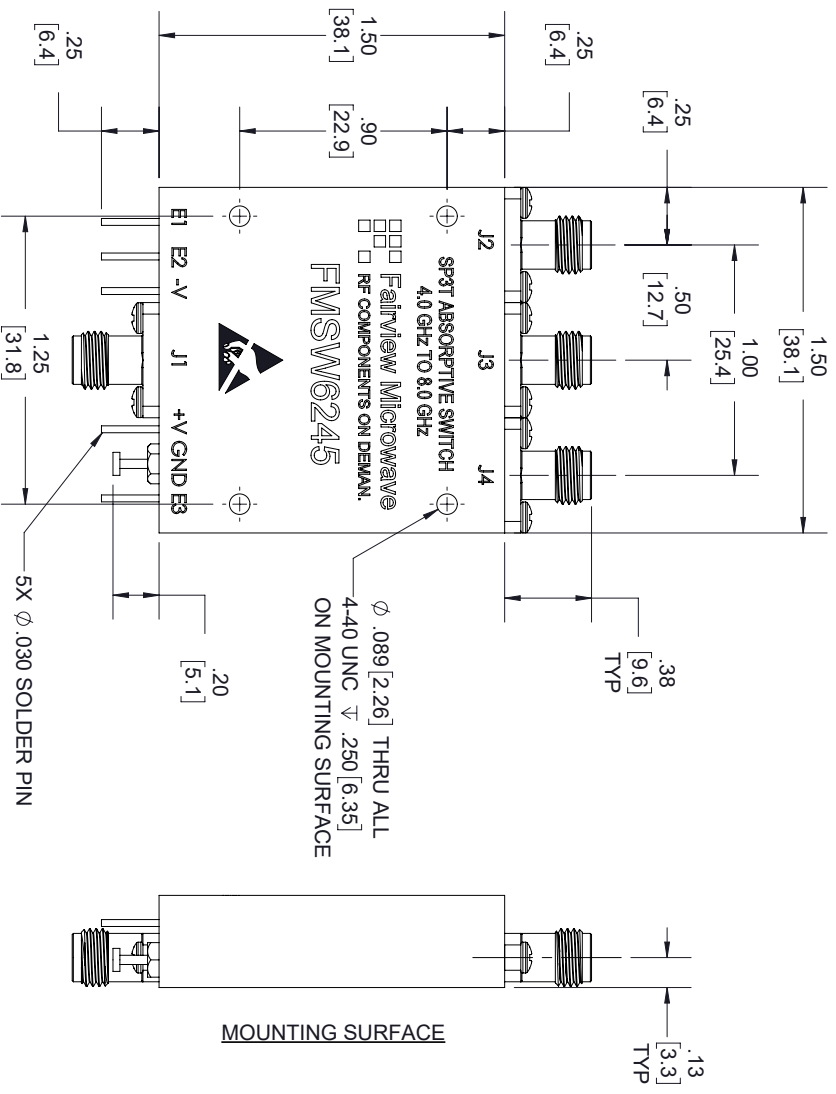 1.50
[38.1]
1.00
[25.4]
.50
[12.7]
.25
[6.4]
.25
[6.4]
.90
[22.9]
1.50
[38.1]
.25
[6.4]
.38
[9.6]
TYP
J2
J3
J4
SP3T ABSORPTIVE SWITCH
4.0 GHz TO 8.0 GHz
Fairview Microwave
RF COMPONENTS ON DEMAN.
FMSW6245
E1
E2
-V
J1
+V
GND
E3
1.25
[31.8]
.20
[5.1]
Ø .089 [2.26] THRU ALL
4-40 UNC ↧ .250 [6.35]
ON MOUNTING SURFACE
5X Ø .030 SOLDER PIN
MOUNTING SURFACE
.13
[3.3]
TYP